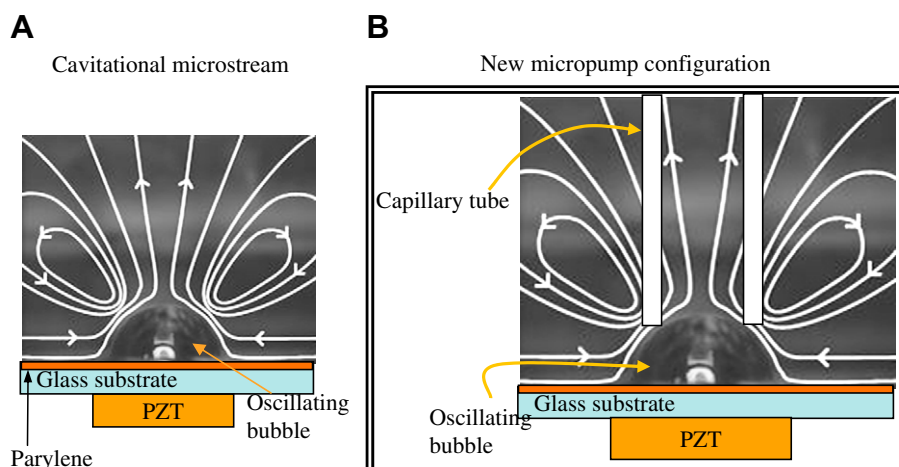 A
Cavitational microstream
Glass substrate
PZT
Oscillating
bubble
Parylene
B
New micropump configuration
Capillary tube
Oscillating
bubble
Glass substrate
PZT